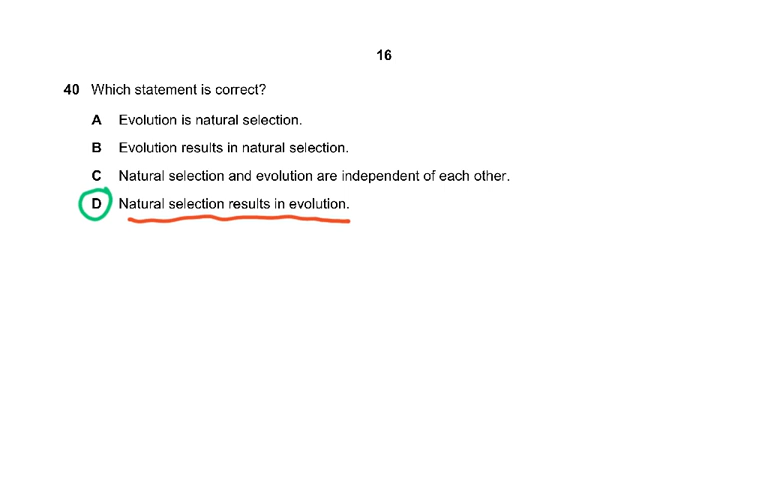 16
40 Which statement is correct?
A Evolution is natural selection.
B Evolution results in natural selection.
C Natural selection and evolution are independent of each other.
D Natural selection results in evolution.